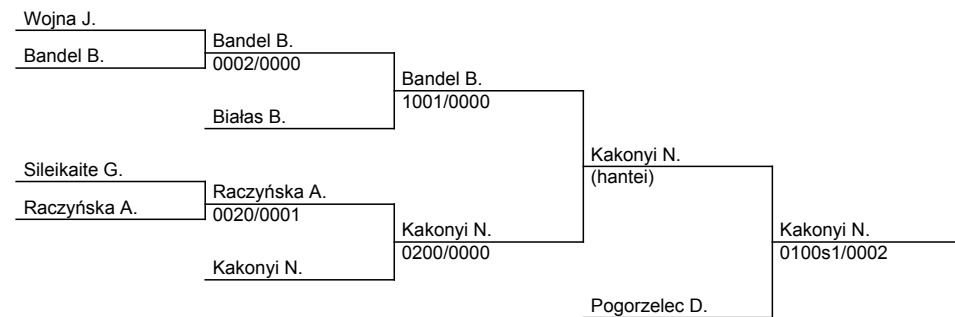 Wojna J.
Bandel B.
Bandel B.
0002/0000
Białas B.
Bandel B.
1001/0000
Sileikaite G.
Raczyńska A.
Raczyńska A.
0020/0001
Kakonyi N.
Kakonyi N.
0200/0000
Kakonyi N.
(hantei)
Pogorzelec D.
Kakonyi N.
0100s1/0002